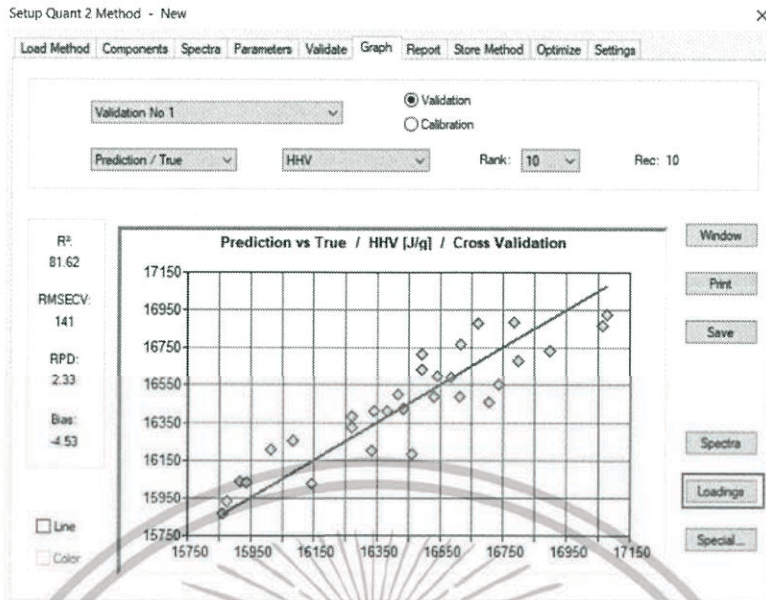 Setup Quant 2 Method - New
Load Method Components Spectra Parameters Validate Graph Report Store Method Optimize Settings
Validation No 1
Validation
Calibration
Prediction / True
HHV
Rank: 10
Rec: 10
R²:
81.62
RMSECV:
141
RPD:
2.33
Bias:
-4.53
Line
Color
Prediction vs True / HHV [J/g] / Cross Validation
17150
16950
16750
16550
16350
16150
15950
15750
15750 15950 16150 16350 16550 16750 16950 17150
Window
Print
Save
Spectra
Loadings
Special...